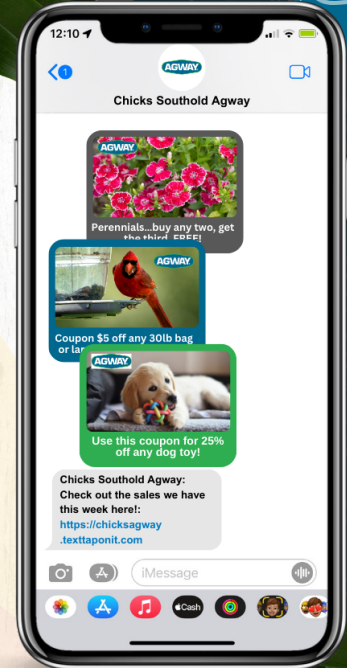 12:10
1
AGWAY
Chicks Southold Agway
AGWAY
Perennials...buy any two, get
the third, FREE!
AGWAY
Coupon $5 off any 30lb bag
or
AGWAY
Use this coupon for 25%
off any dog toy!
Chicks Southold Agway:
Check out the sales we have
this week here!:
https://chicksagway
.texttaponit.com
iMessage
Cash